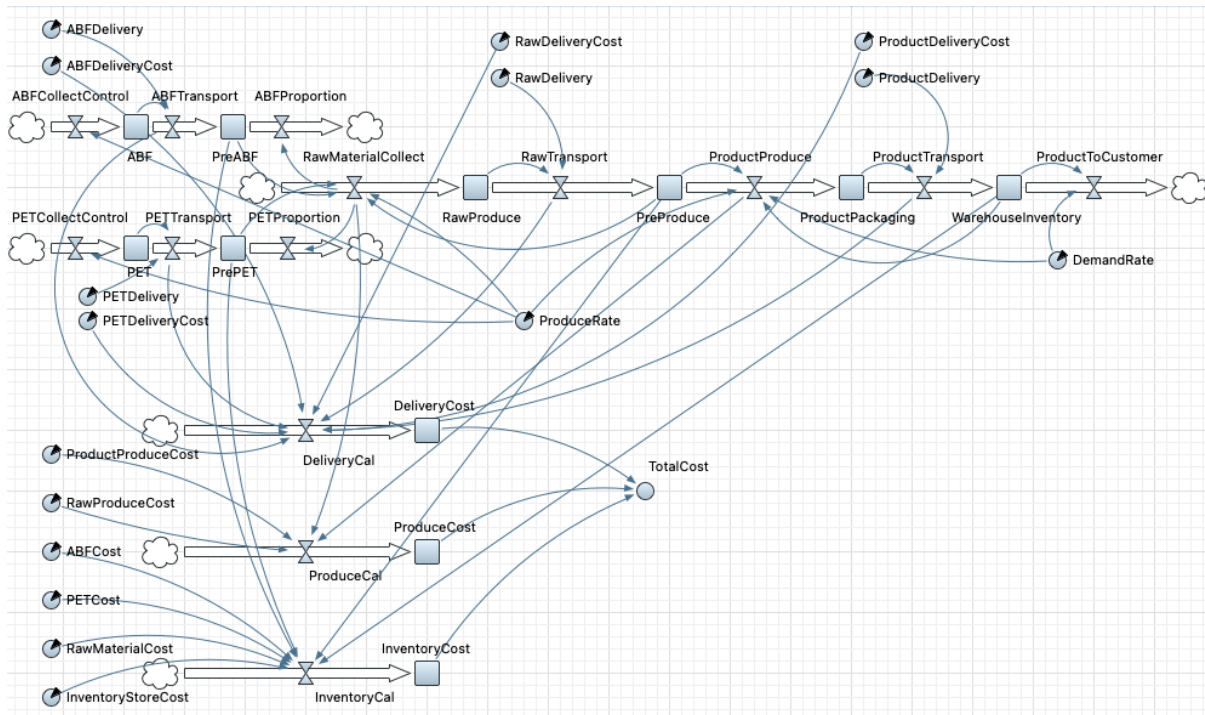 ABFDelivery
RawDeliveryCost
ProductDeliveryCost
ABFDeliveryCost
RawDelivery
ProductDelivery
ABFCollectControl
ABFTransport
ABFProportion
ABF
PreABF
RawMaterialCollect
RawTransport
ProductProduce
ProductTransport
ProductToCustomer
RawProduce
PreProduce
ProductPackaging
WarehouseInventory
PETCollectControl
PETTransport
PETProportion
PET
PrePET
DemandRate
PETDelivery
PETDeliveryCost
ProduceRate
DeliveryCost
ProductProduceCost
DeliveryCal
TotalCost
RawProduceCost
ProduceCost
ABFCost
ProduceCal
PETCost
RawMaterialCost
InventoryCost
InventoryStoreCost
InventoryCal